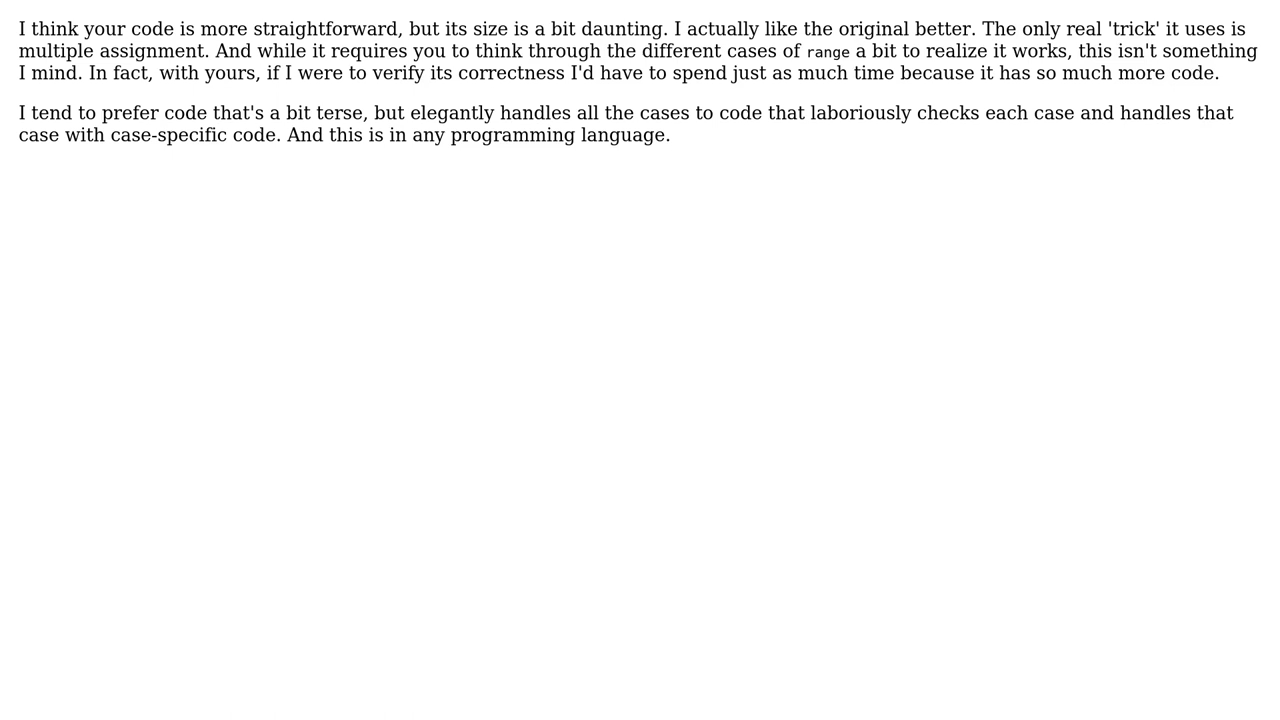 I think your code is more straightforward, but its size is a bit daunting. I actually like the original better. The only real 'trick' it uses is
multiple assignment. And while it requires you to think through the different cases of range a bit to realize it works, this isn't something
I mind. In fact, with yours, if I were to verify its correctness I'd have to spend just as much time because it has so much more code.
I tend to prefer code that's a bit terse, but elegantly handles all the cases to code that laboriously checks each case and handles that
case with case-specific code. And this is in any programming language.